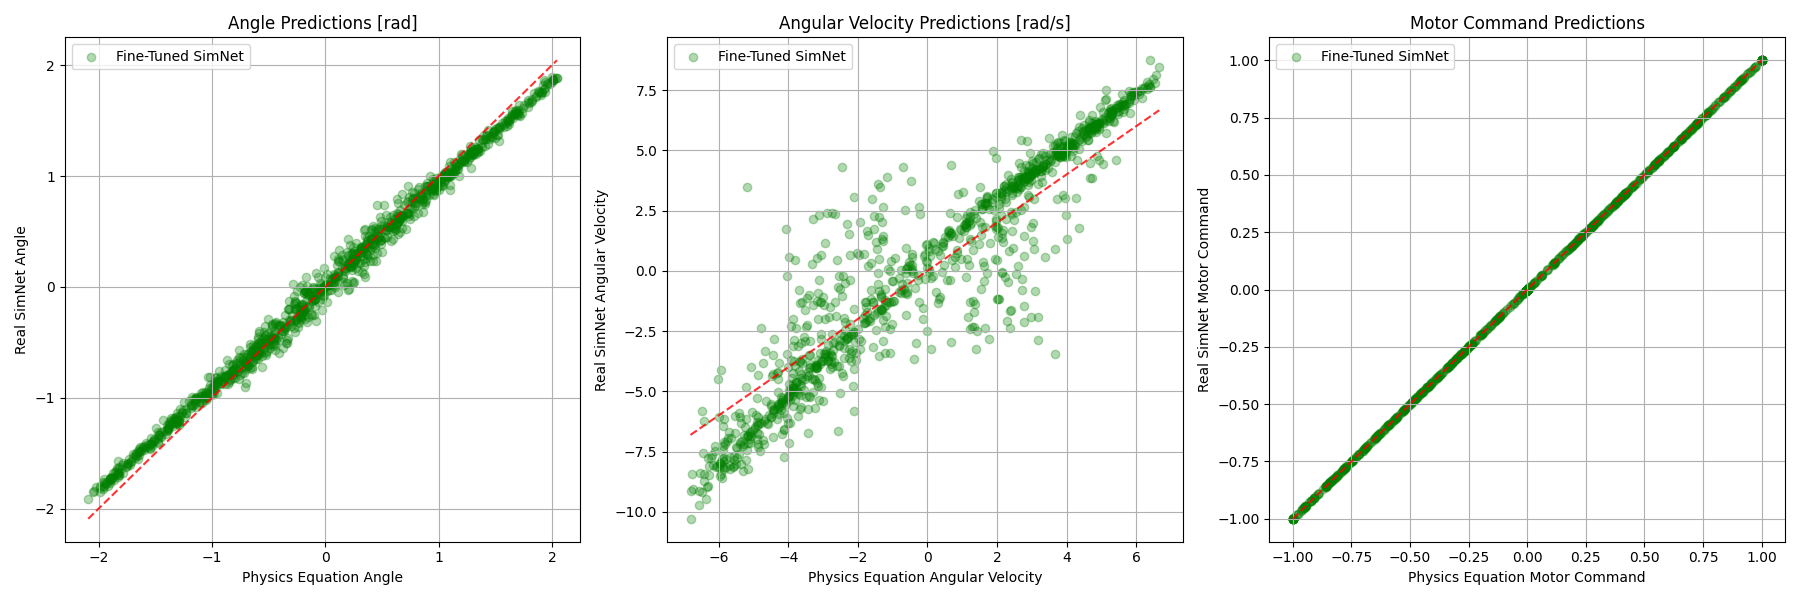 Angle Predictions [rad]
Fine-Tuned SimNet
Real SimNet Angle
2
1
0
−1
−2
−2 −1 0 1 2
Physics Equation Angle
Angular Velocity Predictions [rad/s]
Fine-Tuned SimNet
Real SimNet Angular Velocity
7.5
5.0
2.5
0.0
−2.5
−5.0
−7.5
−10.0
−6 −4 −2 0 2 4 6
Physics Equation Angular Velocity
Motor Command Predictions
Fine-Tuned SimNet
Real SimNet Motor Command
1.00
0.75
0.50
0.25
0.00
−0.25
−0.50
−0.75
−1.00
−1.00 −0.75 −0.50 −0.25 0.00 0.25 0.50 0.75 1.00
Physics Equation Motor Command